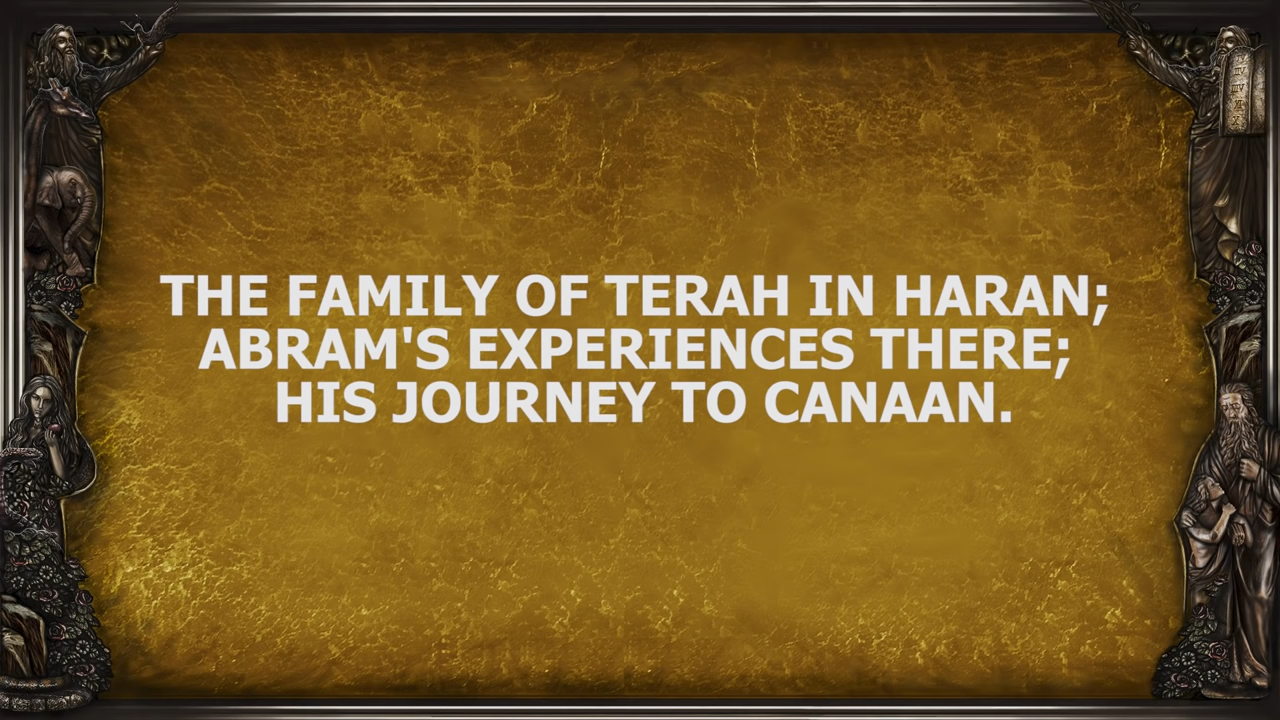 THE FAMILY OF TERAH IN HARAN;
ABRAM'S EXPERIENCES THERE;
HIS JOURNEY TO CANAAN.